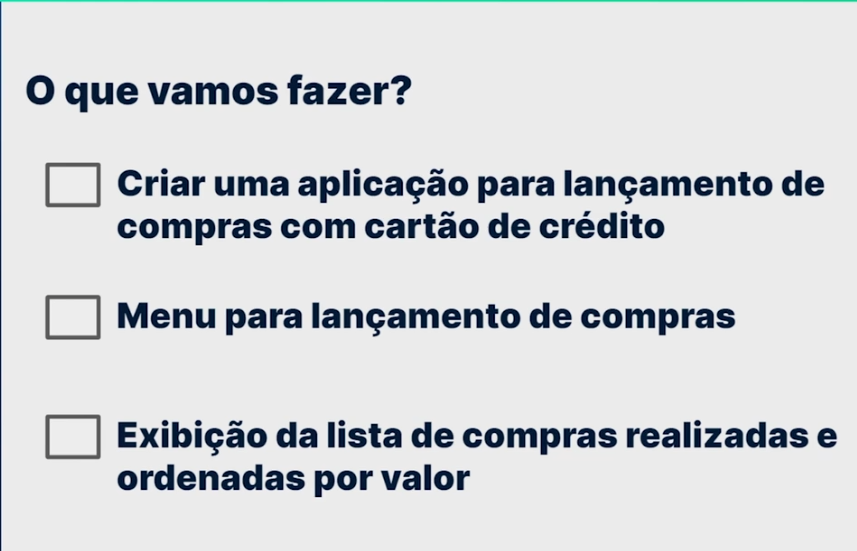 O que vamos fazer?
Criar uma aplicação para lançamento de
compras com cartão de crédito
Menu para lançamento de compras
Exibição da lista de compras realizadas e
ordenadas por valor